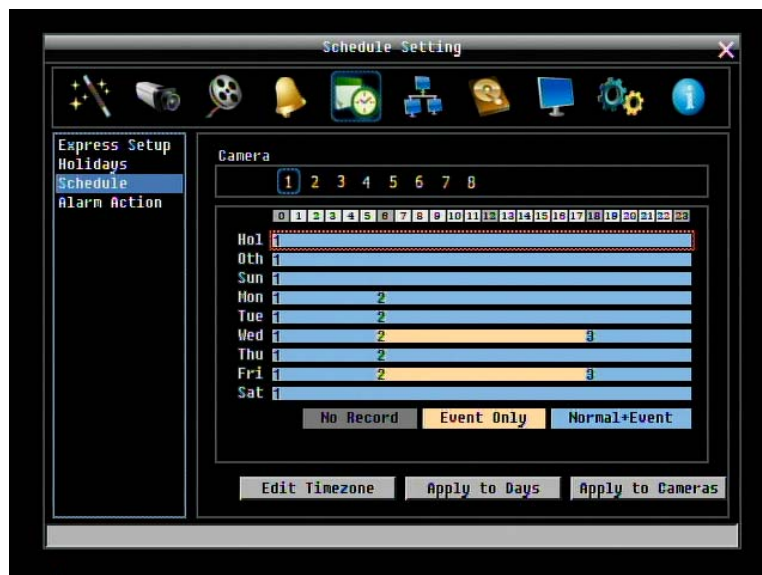 Schedule Setting
X
Express Setup
Holidays
Schedule
Alarm Action
Camera
1 2 3 4 5 6 7 8
0 1 2 3 4 5 6 7 8 9 10 11 12 13 14 15 16 17 18 19 20 21 22 23
Hol 1
Oth 1
Sun 1
Mon 1 2
Tue 1 2
Wed 1 2 3
Thu 1 2
Fri 1 2 3
Sat 1
No Record Event Only Normal+Event
Edit Timezone Apply to Days Apply to Cameras